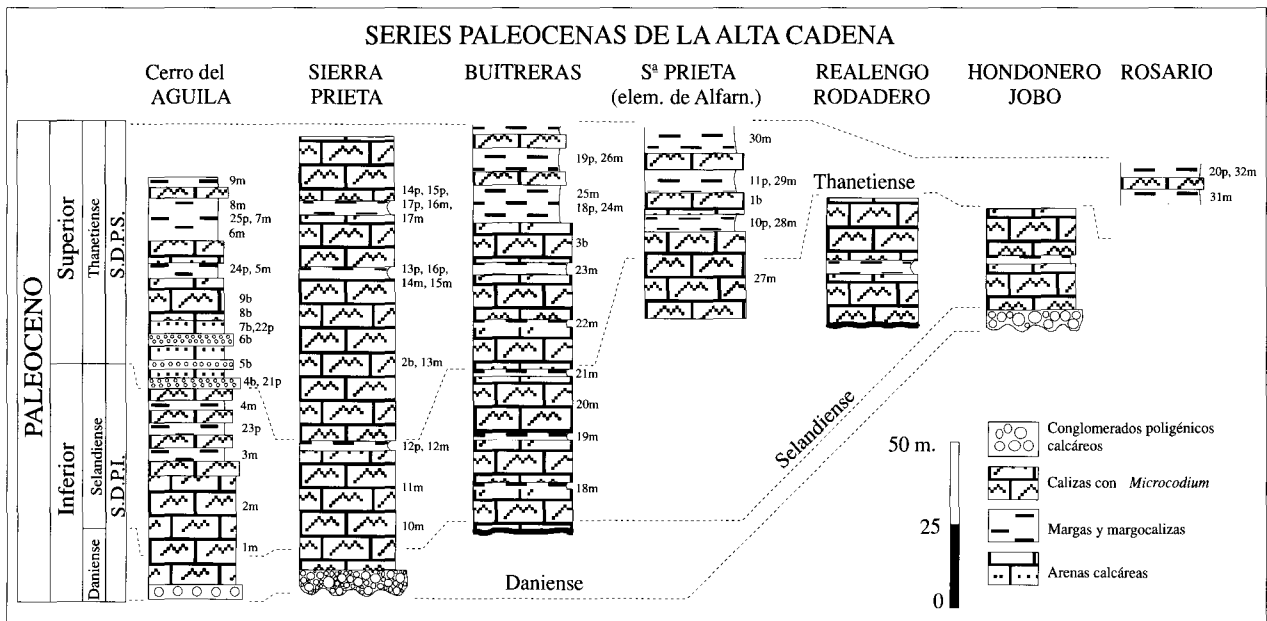 SERIES PALEOCENAS DE LA ALTA CADENA
Cerro del
AGUILA
SIERRA
PRIETA
BUITRERAS
Sª PRIETA
(elem. de Alfarn.)
REALENGO
RODADERO
HONDONERO
JOBO
ROSARIO
PALEOCENO
Superior
Inferior
Thanetiense
Selandiense
Daniense
S.D.P.S.
S.D.P.I.
9m
8m
25p, 7m
6m
24p, 5m
9b
8b
7b,22p
6b
5b
4b, 21p
4m
23p
3m
2m
1m
14p, 15p,
17p, 16m,
17m
13p, 16p,
14m, 15m
2b, 13m
12p, 12m
11m
10m
19p, 26m
25m
18p, 24m
3b
23m
22m
21m
20m
19m
18m
30m
11p, 29m
1b
10p, 28m
27m
20p, 32m
31m
Thanetiense
Selandiense
Daniense
50 m.
25
0
Conglomerados poligénicos
calcáreos
Calizas con Microcodium
Margas y margocalizas
Arenas calcáreas